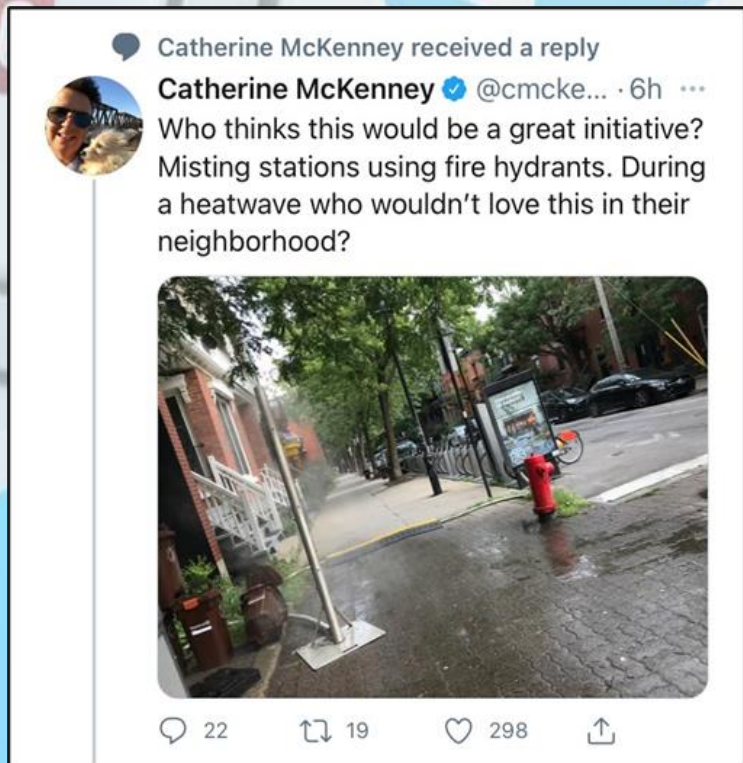 Catherine McKenney received a reply
Catherine McKenney @cmcke... · 6h ...
Who thinks this would be a great initiative?
Misting stations using fire hydrants. During
a heatwave who wouldn't love this in their
neighborhood?
22 19 298